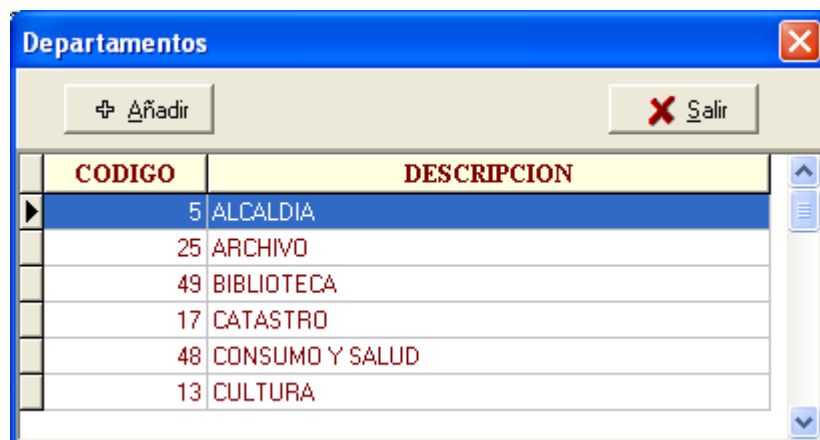 Departamentos
Añadir Salir
CODIGO DESCRIPCION
5 ALCALDIA
25 ARCHIVO
49 BIBLIOTECA
17 CATASTRO
48 CONSUMO Y SALUD
13 CULTURA